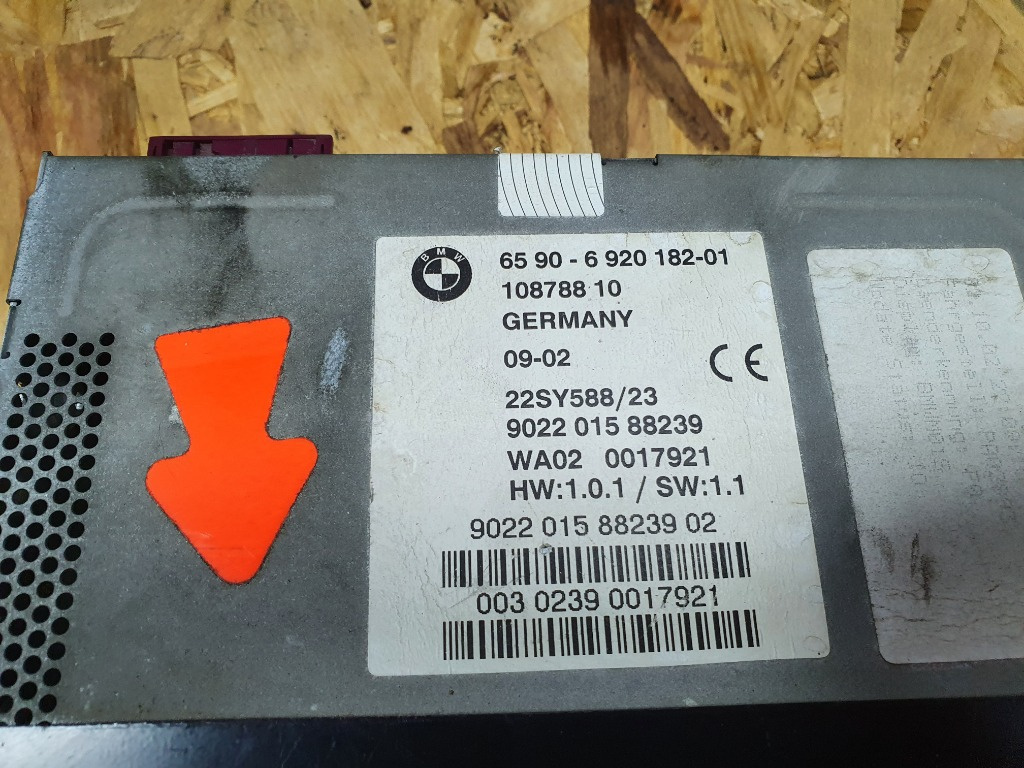 BMW
65 90 - 6 920 182-01
108788 10
GERMANY
09-02
CE
22SY588/23
9022 015 88239
WA02 0017921
HW:1.0.1 / SW:1.1
9022 015 88239 02
003 0239 0017921